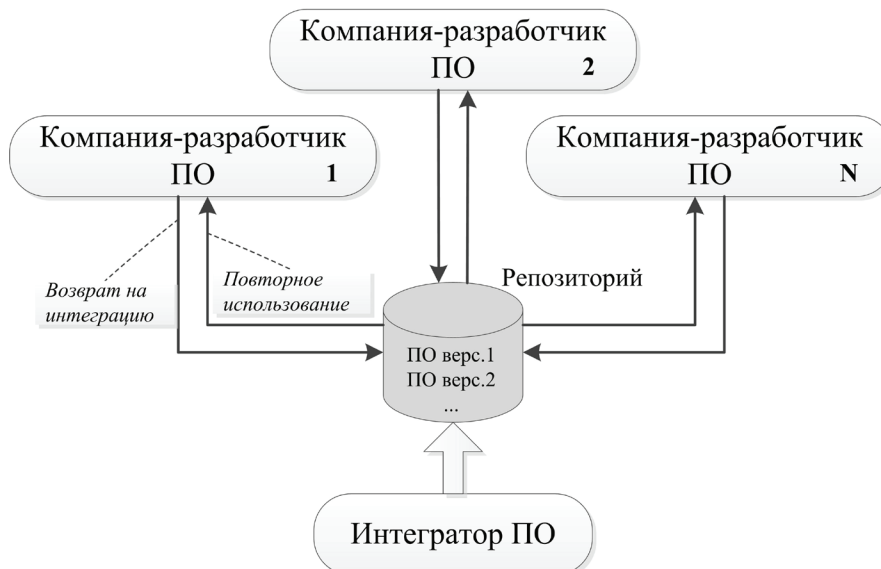 Компания-разработчик
ПО 2
Компания-разработчик
ПО 1
Компания-разработчик
ПО N
Возврат на
интеграцию
Повторное
использование
Репозиторий
ПО верс.1
ПО верс.2
...
Интегратор ПО